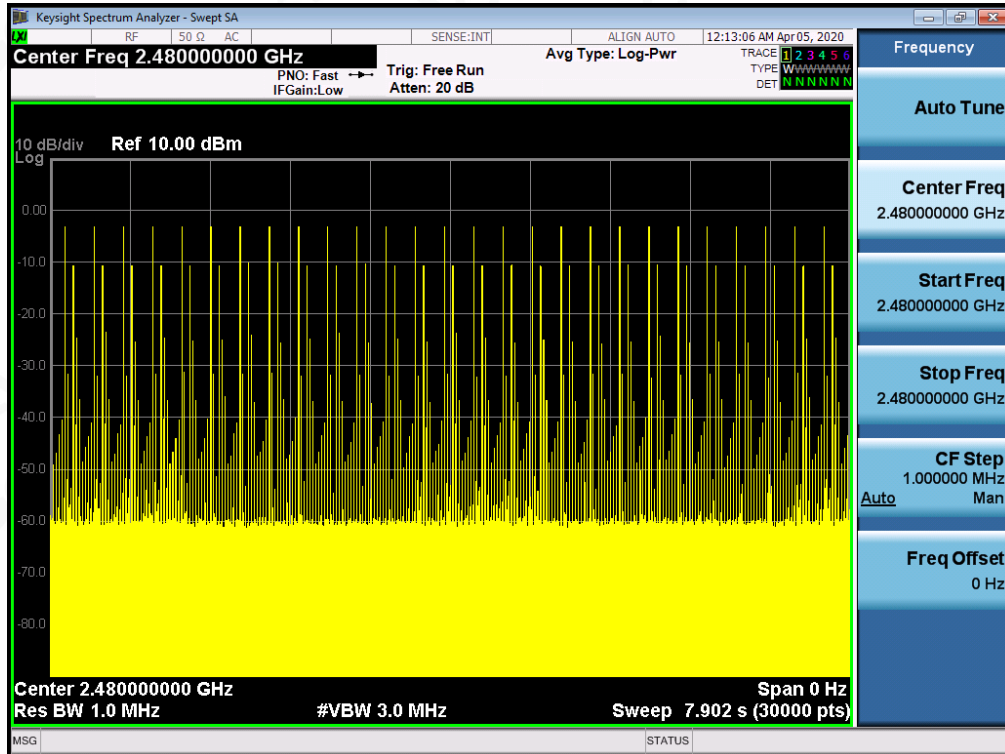 Keysight Spectrum Analyzer - Swept SA
LXI RF 50 Ω AC SENSE:INT ALIGN AUTO 12:13:06 AM Apr 05, 2020
Center Freq 2.480000000 GHz
PNO: Fast
IFGain:Low
Trig: Free Run
Atten: 20 dB
Avg Type: Log-Pwr
TRACE 1 2 3 4 5 6
TYPE WWWWWW
DET N N N N N N
10 dB/div Ref 10.00 dBm
Log
0.00
-10.0
-20.0
-30.0
-40.0
-50.0
-60.0
-70.0
-80.0
Center 2.480000000 GHz Span 0 Hz
Res BW 1.0 MHz #VBW 3.0 MHz Sweep 7.902 s (30000 pts)
MSG STATUS
Frequency
Auto Tune
Center Freq
2.480000000 GHz
Start Freq
2.480000000 GHz
Stop Freq
2.480000000 GHz
CF Step
1.000000 MHz
Auto Man
Freq Offset
0 Hz